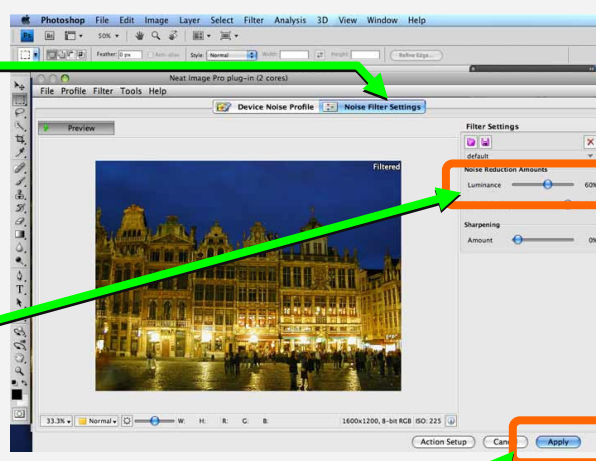 Photoshop File Edit Image Layer Select Filter Analysis 3D View Window Help
Ps Br 50%
Feather: 0 px Anti-alias Style: Normal Width: Height: Refine Edge...
Neat Image Pro plug-in (2 cores)
File Profile Filter Tools Help
Device Noise Profile Noise Filter Settings
Preview
Filter Settings
default
Filtered
Noise Reduction Amounts
Luminance 60%
Sharpening
Amount 0%
33.3% Normal W: H: R: G: B: 1600x1200, 8-bit RGB ISO: 225
Action Setup Apply